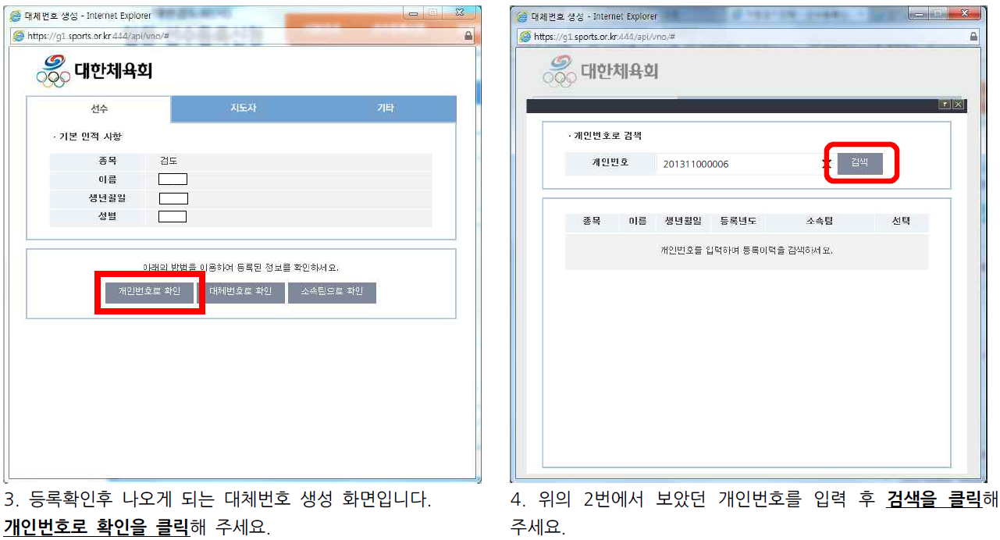 대체번호 생성 - Internet Explorer
https://g1.sports.or.kr:444/api/vno/#
대한체육회
선수 지도자 기타
· 기본 인적 사항
종목 검도
이름
생년월일
성별
아래의 방법을 이용하여 등록된 정보를 확인하세요.
개인번호로 확인 대체번호로 확인 소속팀으로 확인
3. 등록확인후 나오게 되는 대체번호 생성 화면입니다.
개인번호로 확인을 클릭해 주세요.
대체번호 생성 - Internet Explorer
https://g1.sports.or.kr:444/api/vno/#
대한체육회
· 개인번호로 검색
개인번호 201311000006 검색
종목 이름 생년월일 등록년도 소속팀 선택
개인번호를 입력하여 등록이력을 검색하세요.
4. 위의 2번에서 보았던 개인번호를 입력 후 검색을 클릭해
주세요.